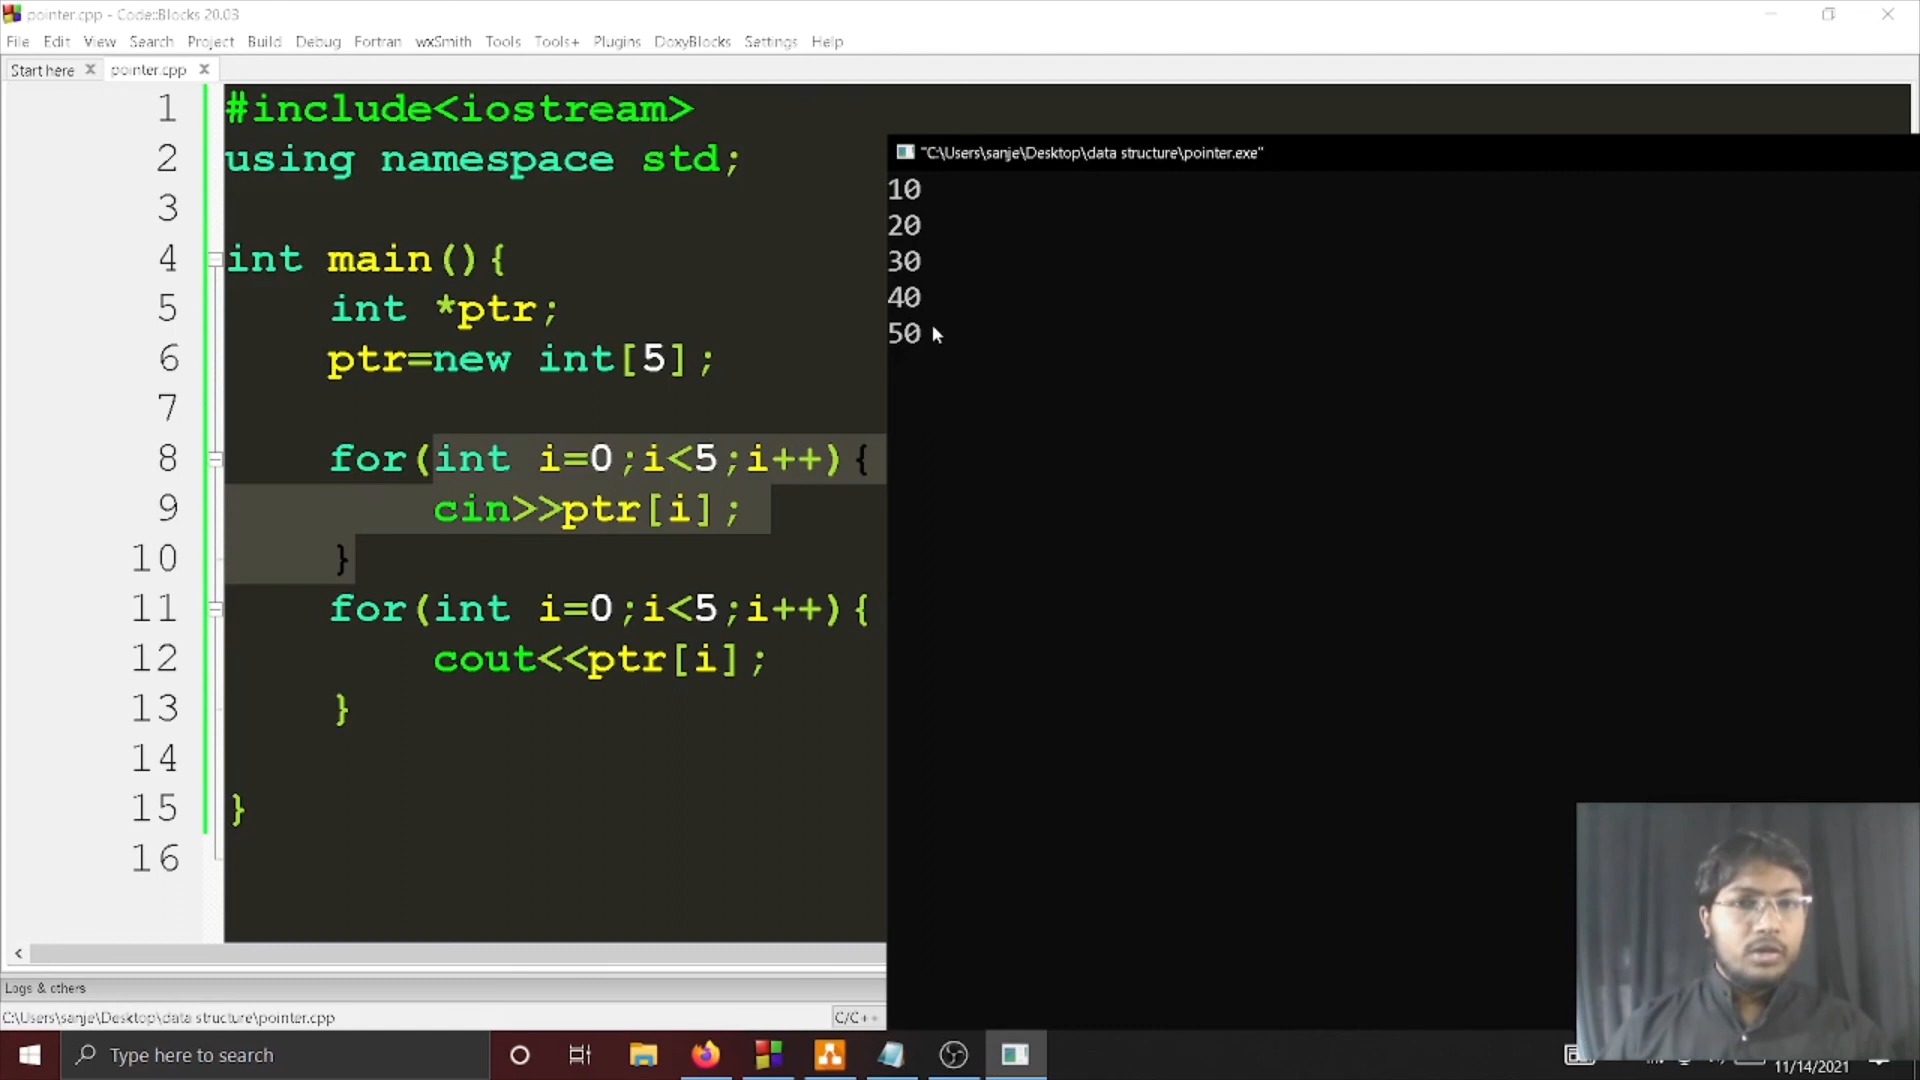 pointer.cpp - Code::Blocks 20.03
File Edit View Search Project Build Debug Fortran wxSmith Tools Tools+ Plugins DoxyBlocks Settings Help
Start here pointer.cpp
1 #include<iostream>
2 using namespace std;
3
4 int main(){
5 int *ptr;
6 ptr=new int[5];
7
8 for(int i=0;i<5;i++){
9 cin>>ptr[i];
10 }
11 for(int i=0;i<5;i++){
12 cout<<ptr[i];
13 }
14
15 }
16
"C:\Users\sanje\Desktop\data structure\pointer.exe"
10
20
30
40
50
Logs & others
C:\Users\sanje\Desktop\data structure\pointer.cpp
C/C++
Type here to search
11/14/2021